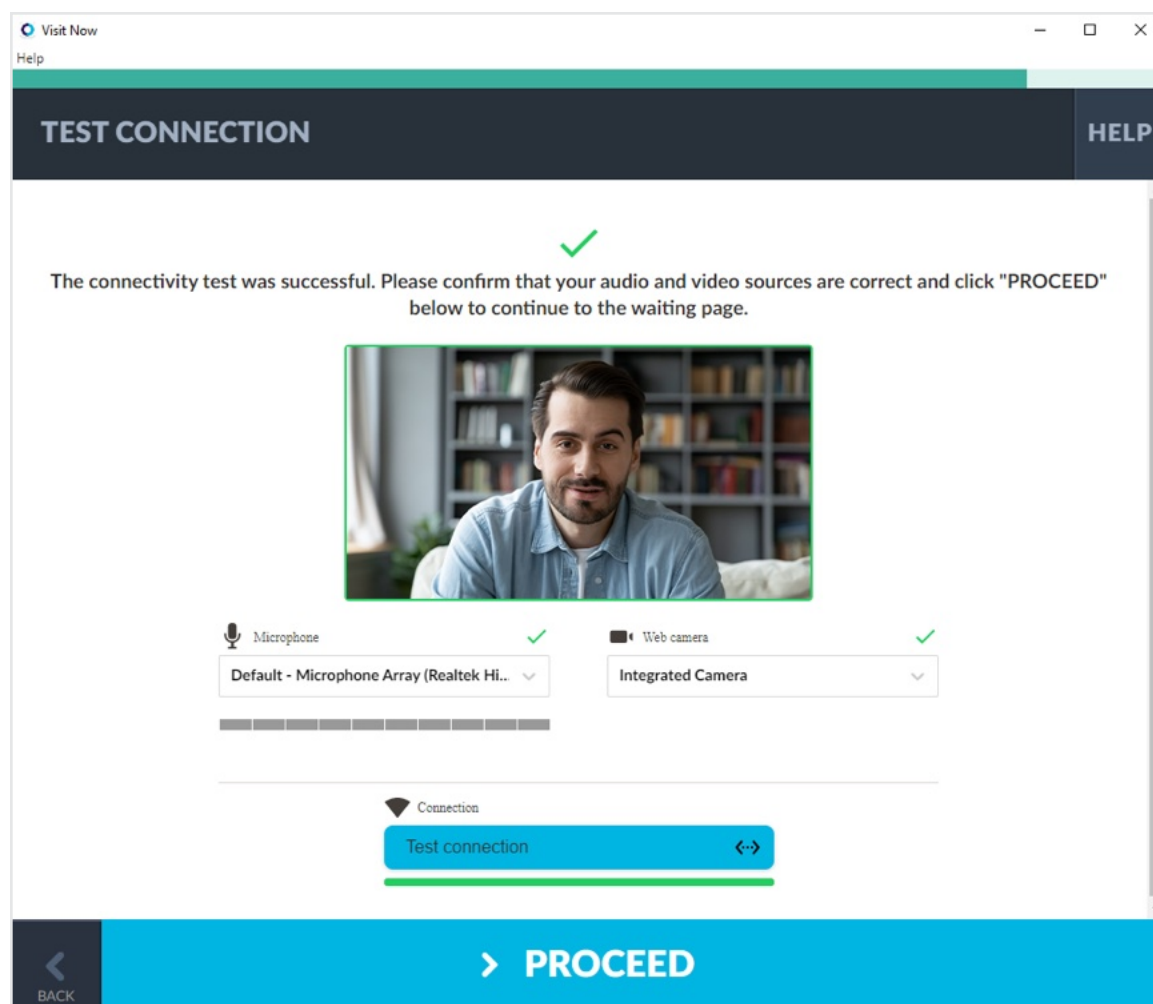 Visit Now
Help
TEST CONNECTION
HELP
The connectivity test was successful. Please confirm that your audio and video sources are correct and click "PROCEED"
below to continue to the waiting page.
Microphone
Web camera
Default - Microphone Array (Realtek Hi...
Integrated Camera
Connection
Test connection
PROCEED
BACK